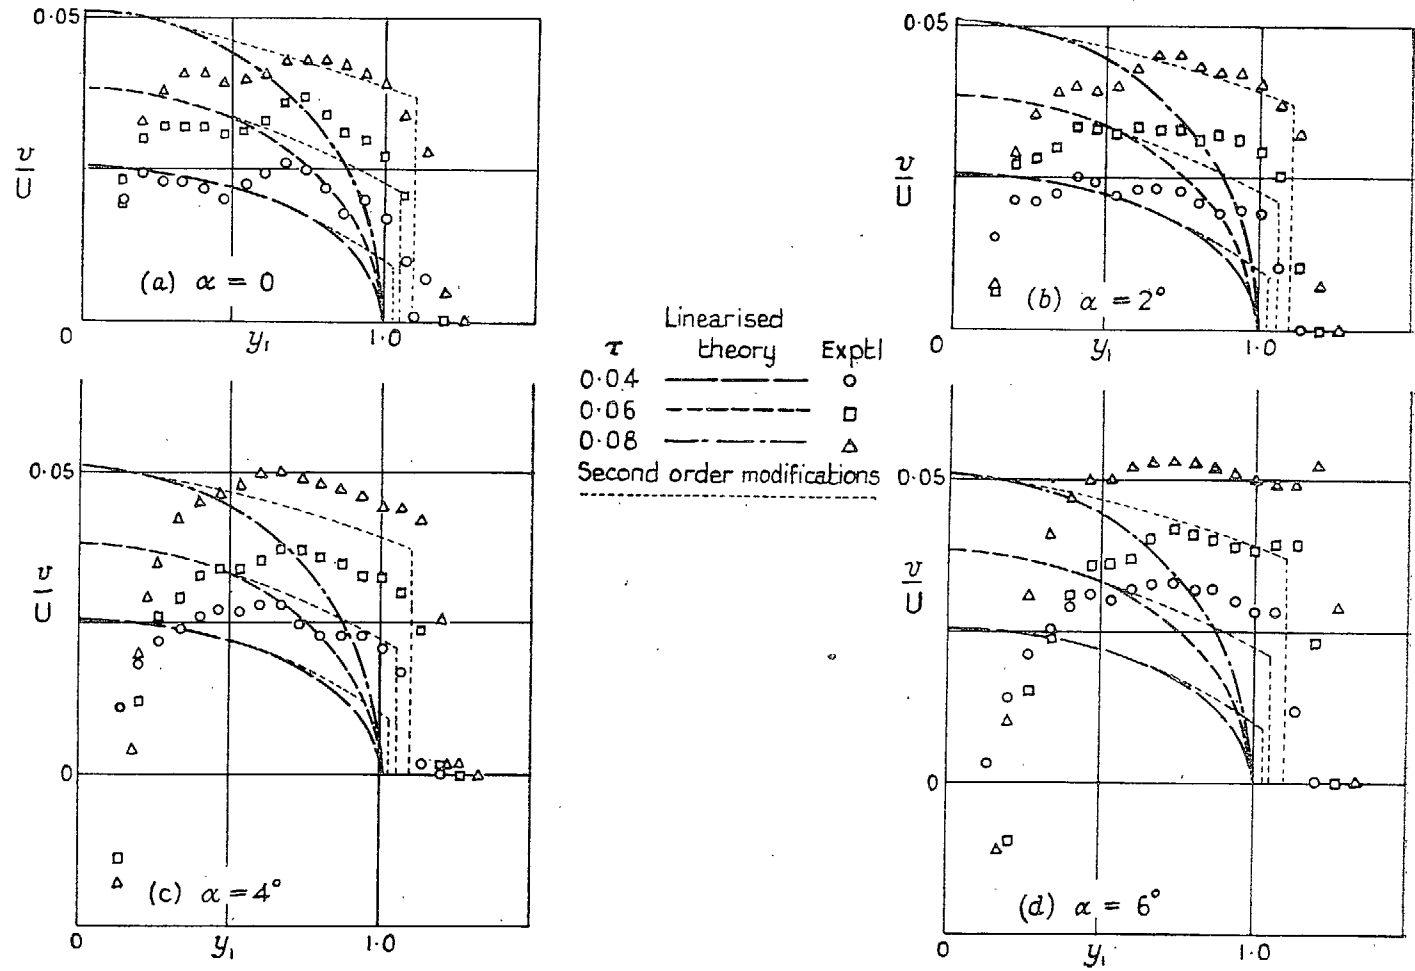 0.05
v/U
(a) α = 0
0
y₁
1.0
0.05
v/U
(b) α = 2°
0
y₁
1.0
Linearised
τ theory Exptl
0.04
0.06
0.08
Second order modifications
0.05
v/U
0
(c) α = 4°
0
y₁
1.0
0.05
v/U
0
(d) α = 6°
0
y₁
1.0